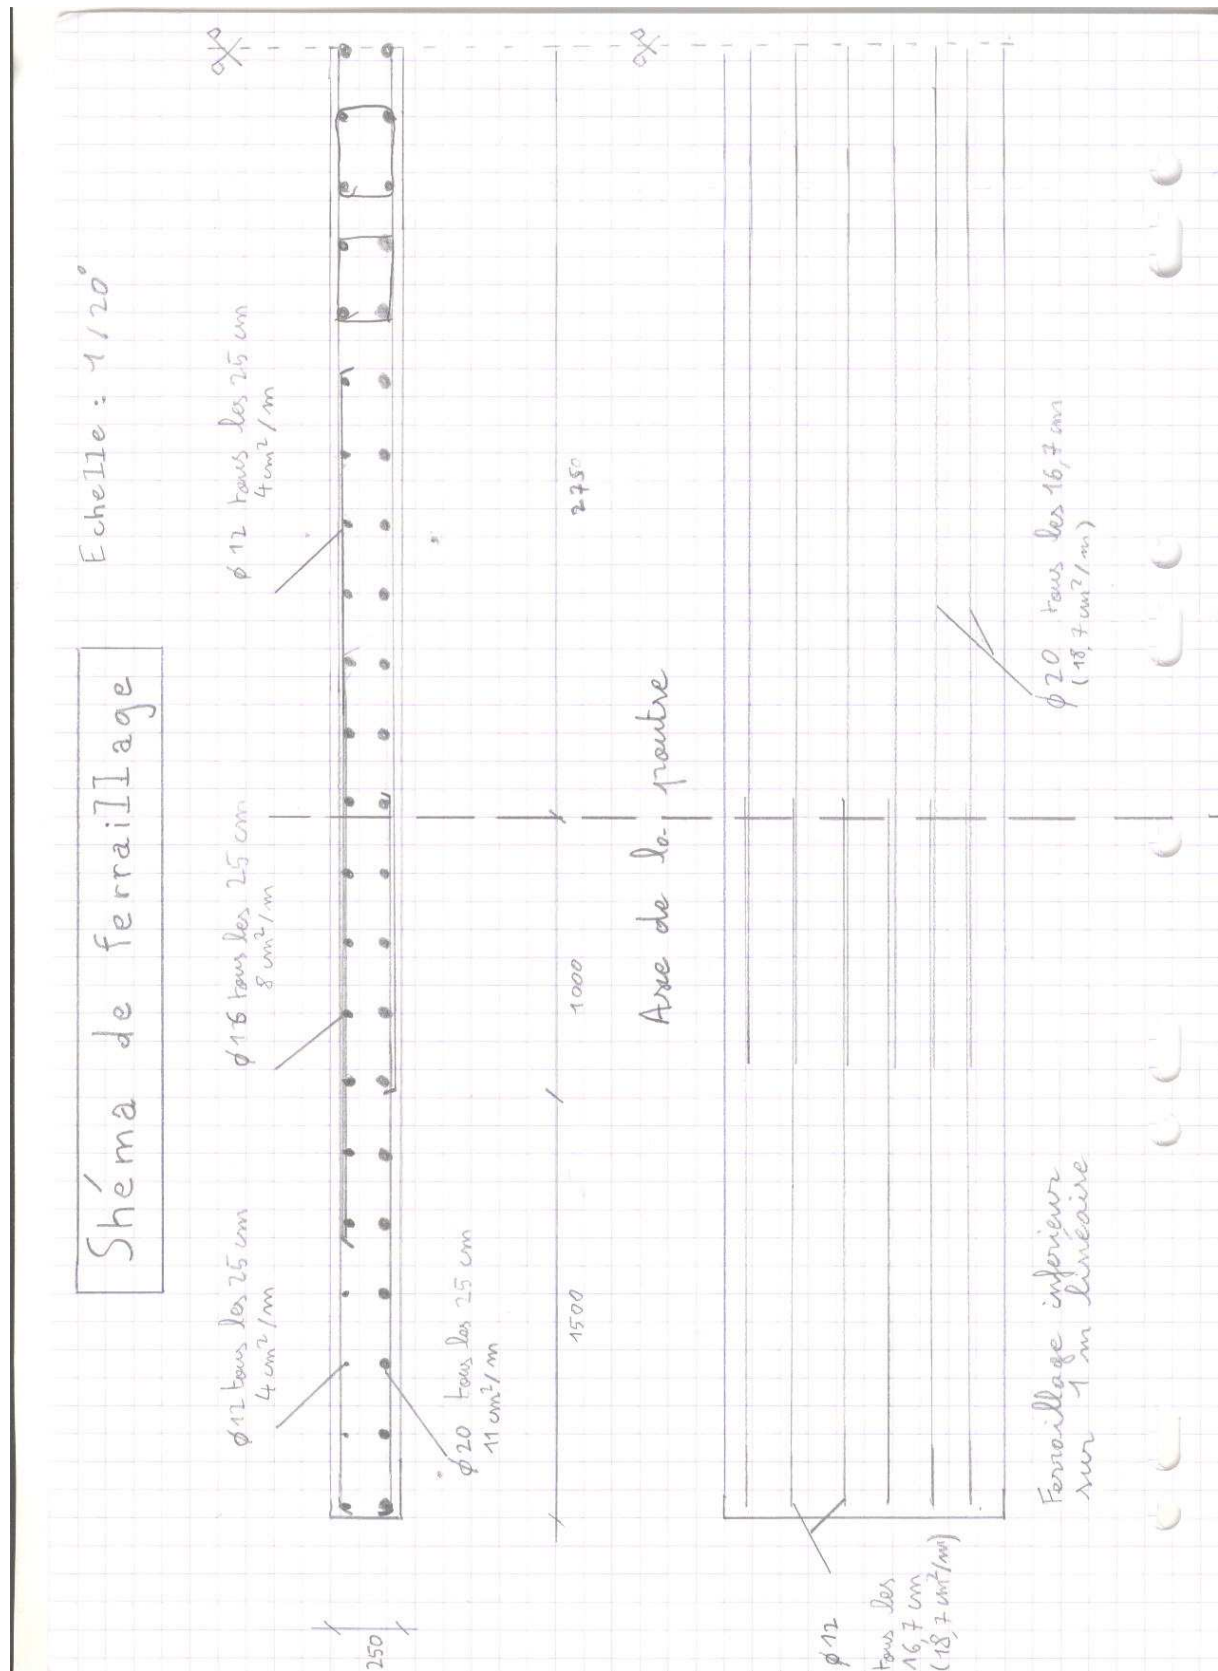 Shéma de ferraillage
Echelle : 1/20°
ϕ12 tous les 25 cm
4 cm²/m
ϕ16 tous les 25 cm
8 cm²/m
ϕ12 tous les 25 cm
4 cm²/m
250
ϕ20 tous les 25 cm
11 cm²/m
1500
1000
2750
Axe de la poutre
ϕ12
tous les
16,7 cm
(18,7 cm²/m)
Ferraillage inférieur
sur 1 m linéaire
ϕ20 tous les 16,7 cm
(18,7 cm²/m)